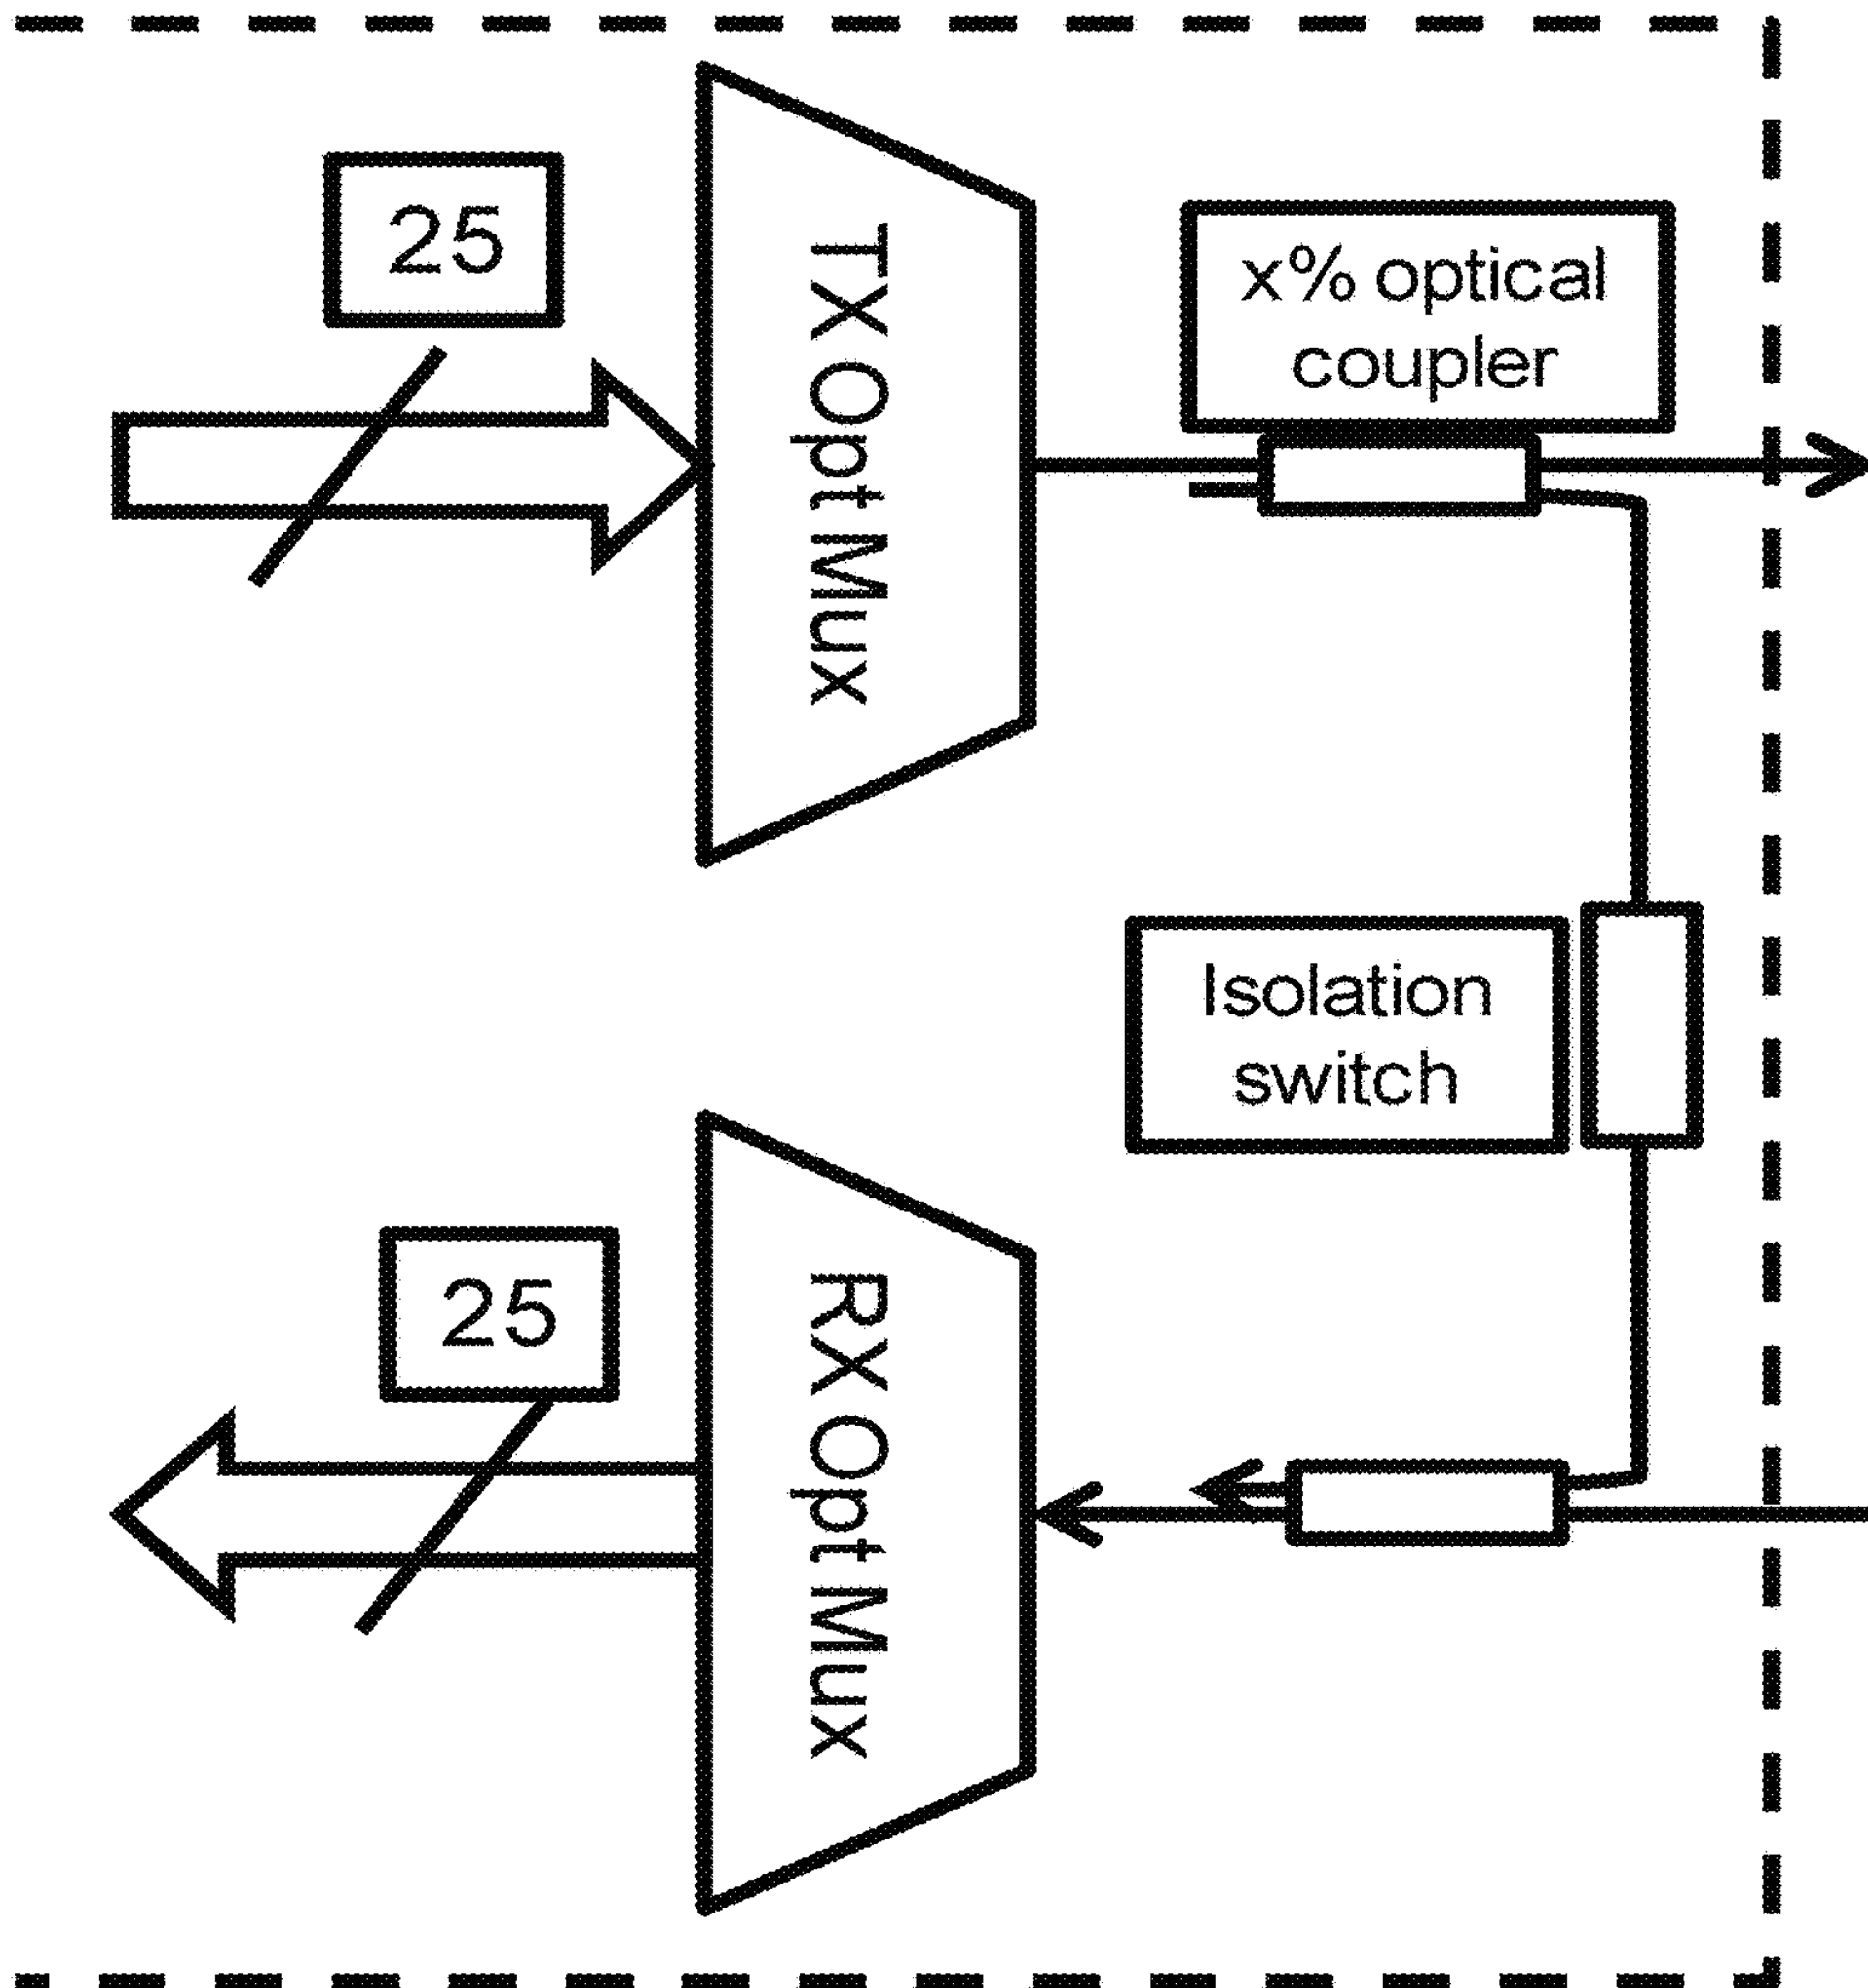 25
TX Opt Mux
x% optical
coupler
Isolation
switch
25
RX Opt Mux